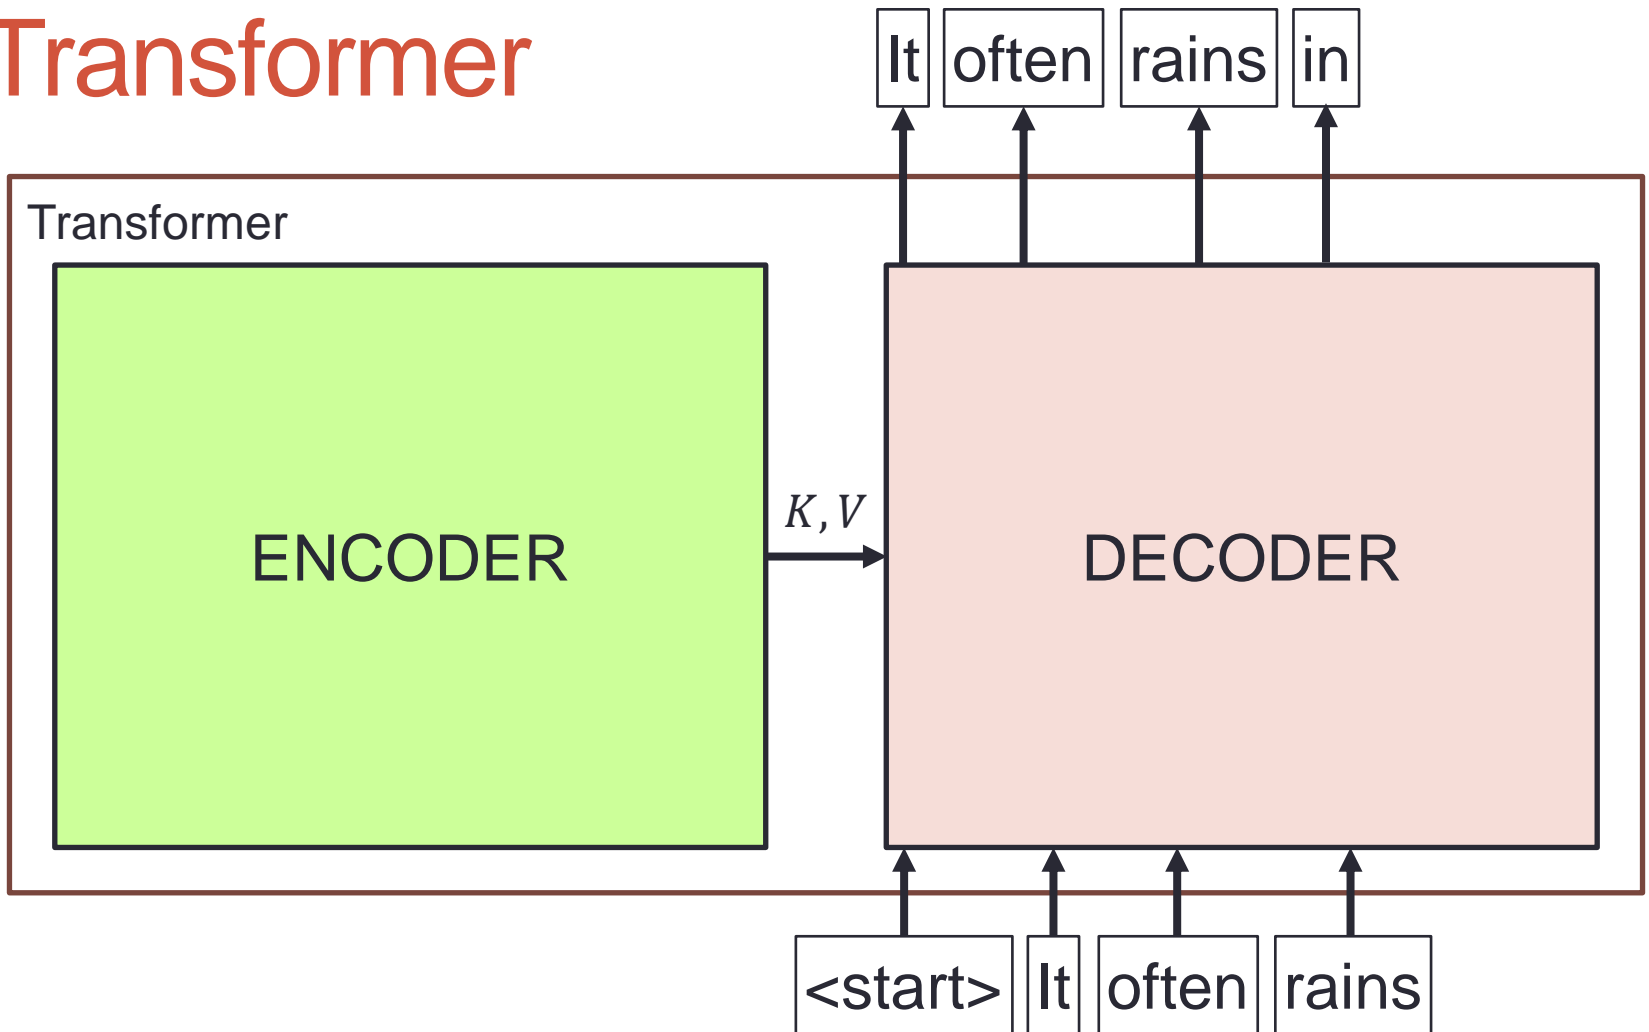 Transformer
It often rains in
Transformer
ENCODER
K, V
DECODER
<start> It often rains